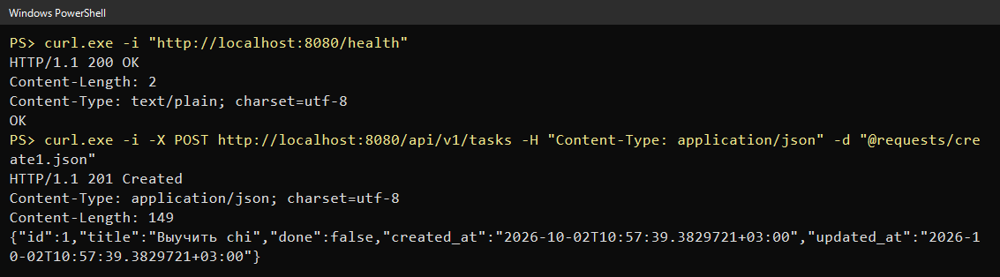 Windows PowerShell
PS> curl.exe -i "http://localhost:8080/health"
HTTP/1.1 200 OK
Content-Length: 2
Content-Type: text/plain; charset=utf-8
OK
PS> curl.exe -i -X POST http://localhost:8080/api/v1/tasks -H "Content-Type: application/json" -d "@requests/cre
ate1.json"
HTTP/1.1 201 Created
Content-Type: application/json; charset=utf-8
Content-Length: 149
{"id":1,"title":"Выучить chi","done":false,"created_at":"2026-10-02T10:57:39.3829721+03:00","updated_at":"2026-1
0-02T10:57:39.3829721+03:00"}